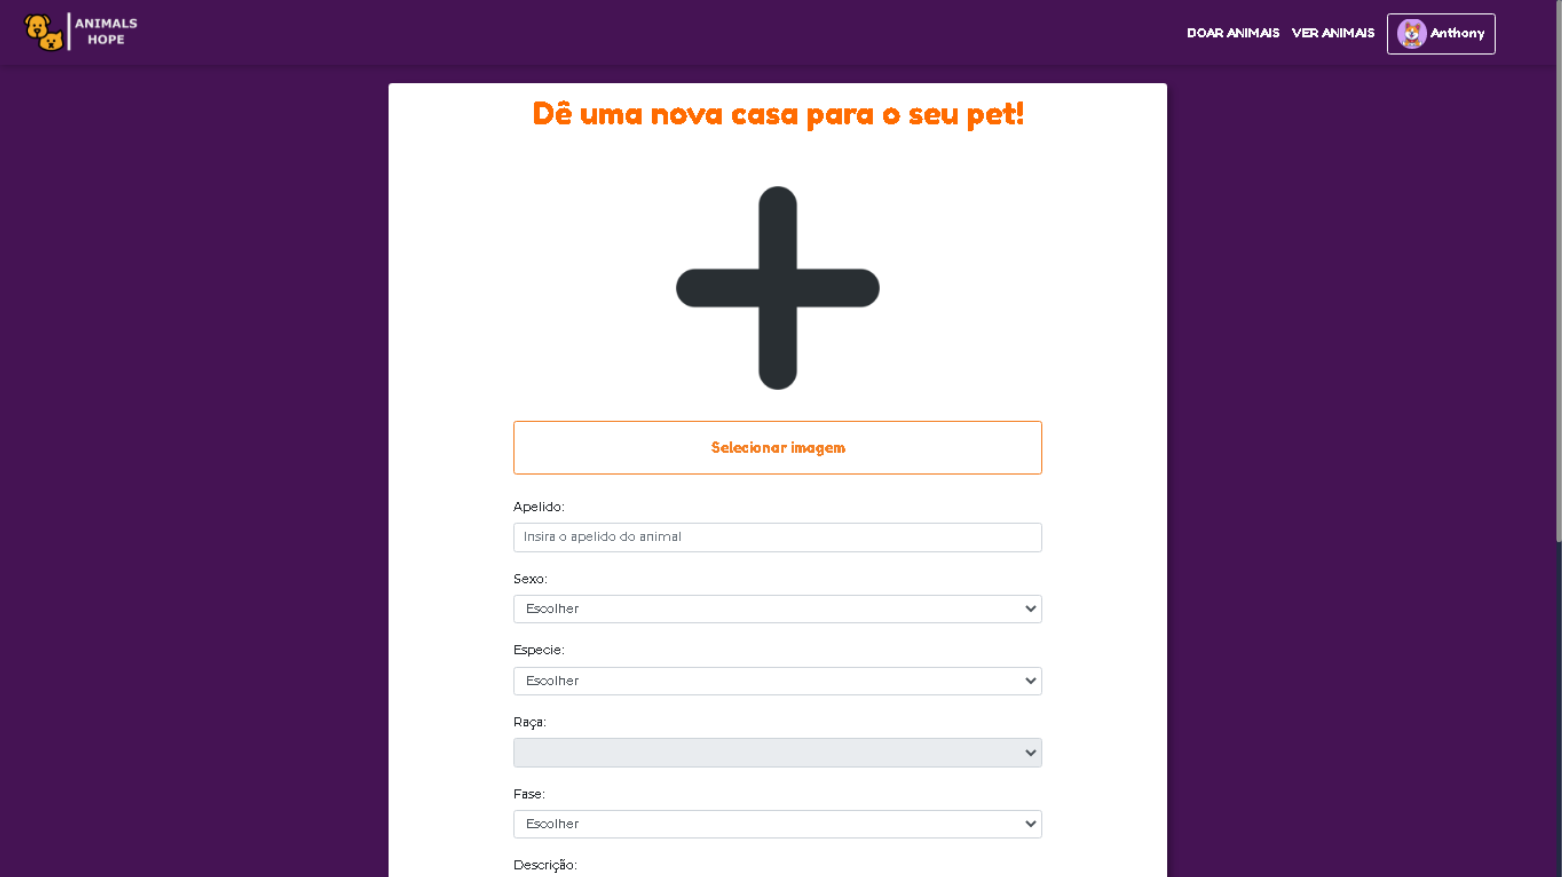 ANIMALS
HOPE
DOAR ANIMAIS VER ANIMAIS Anthony
Dê uma nova casa para o seu pet!
Selecionar imagem
Apelido:
Insira o apelido do animal
Sexo:
Escolher
Especie:
Escolher
Raça:
Fase:
Escolher
Descrição: